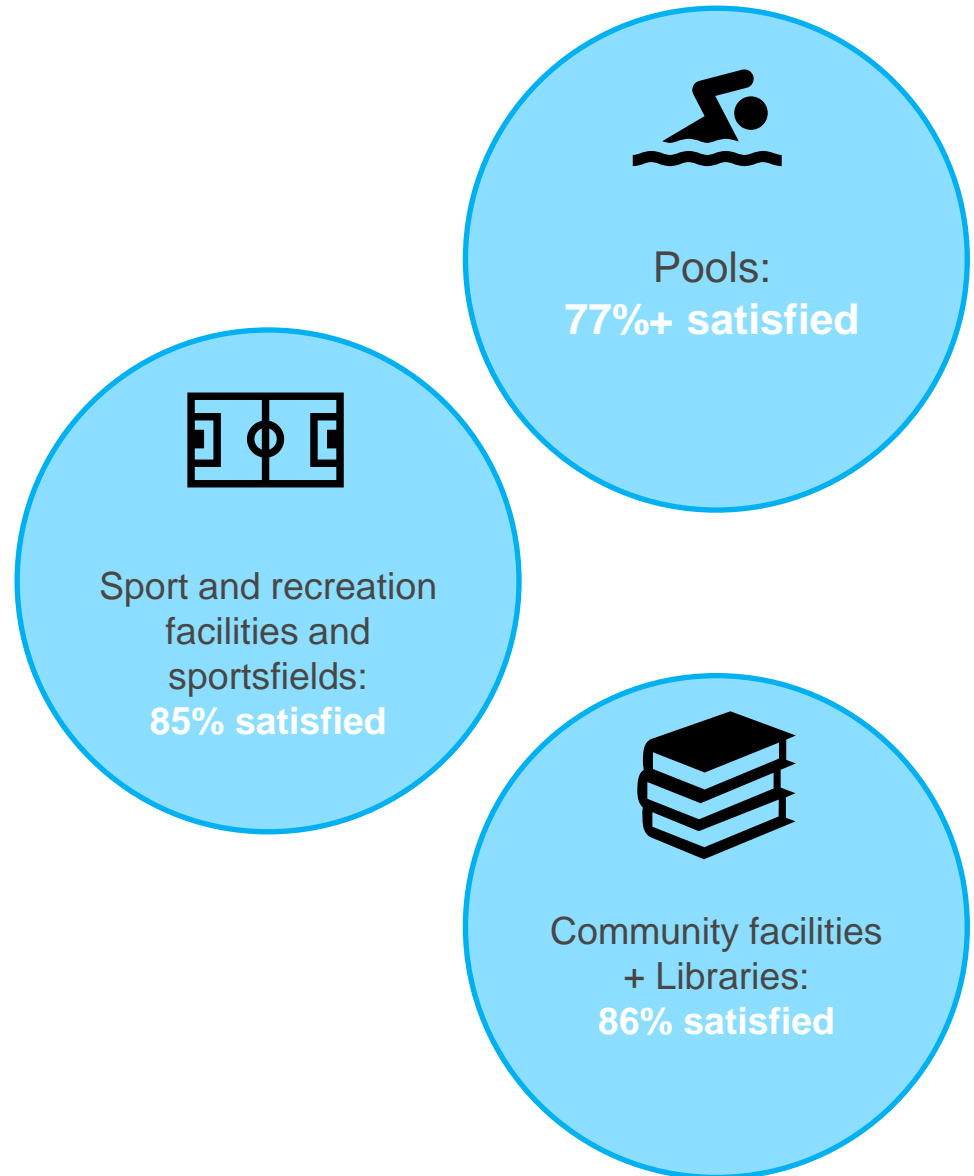 Pools:
77%+ satisfied
Sport and recreation
facilities and
sportsfields:
85% satisfied
Community facilities
+ Libraries:
86% satisfied